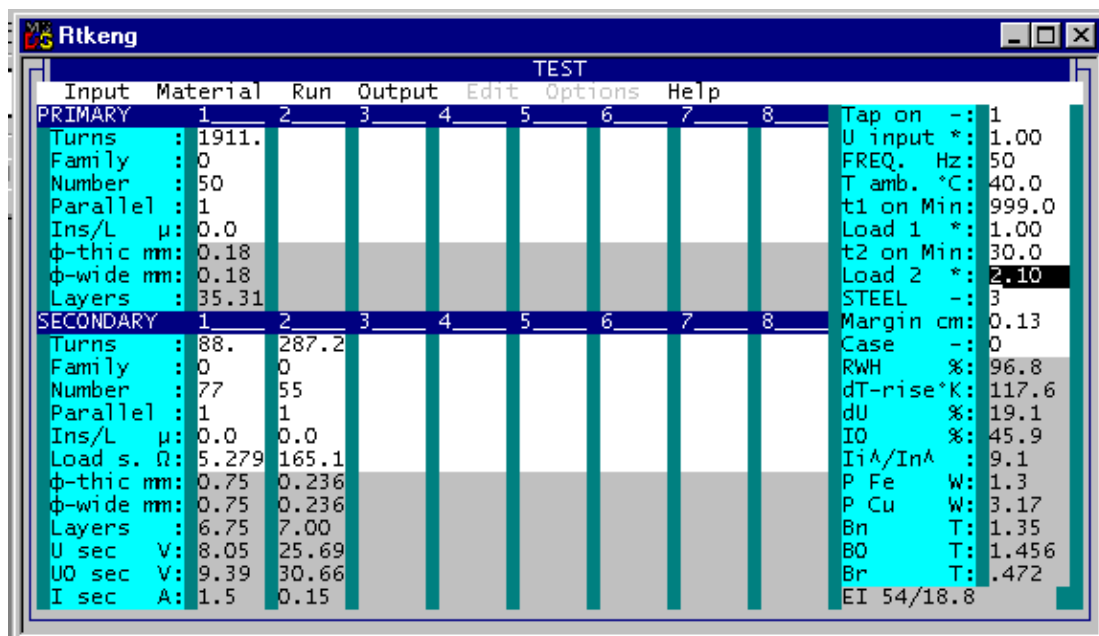 Rtkeng
TEST
Input Material Run Output Edit Options Help
PRIMARY 1 2 3 4 5 6 7 8 Tap on -: 1
Turns : 1911. U input *: 1.00
Family : 0 FREQ. Hz: 50
Number : 50 T amb. °C: 40.0
Parallel : 1 t1 on Min: 999.0
Ins/L µ: 0.0 Load 1 *: 1.00
ф-thic mm: 0.18 t2 on Min: 30.0
ф-wide mm: 0.18 Load 2 *: 2.10
Layers : 35.31 STEEL -: 3
SECONDARY 1 2 3 4 5 6 7 8 Margin cm: 0.13
Turns : 88. 287.2 Case -: 0
Family : 0 0 RWH %: 96.8
Number : 77 55 dT-rise°K: 117.6
Parallel : 1 1 dU %: 19.1
Ins/L µ: 0.0 0.0 IO %: 45.9
Load s. Ω: 5.279 165.1 Ii^/In^ : 9.1
ф-thic mm: 0.75 0.236 P Fe W: 1.3
ф-wide mm: 0.75 0.236 P Cu W: 3.17
Layers : 6.75 7.00 Bn T: 1.35
U sec V: 8.05 25.69 BO T: 1.456
UO sec V: 9.39 30.66 Br T: .472
I sec A: 1.5 0.15 EI 54/18.8